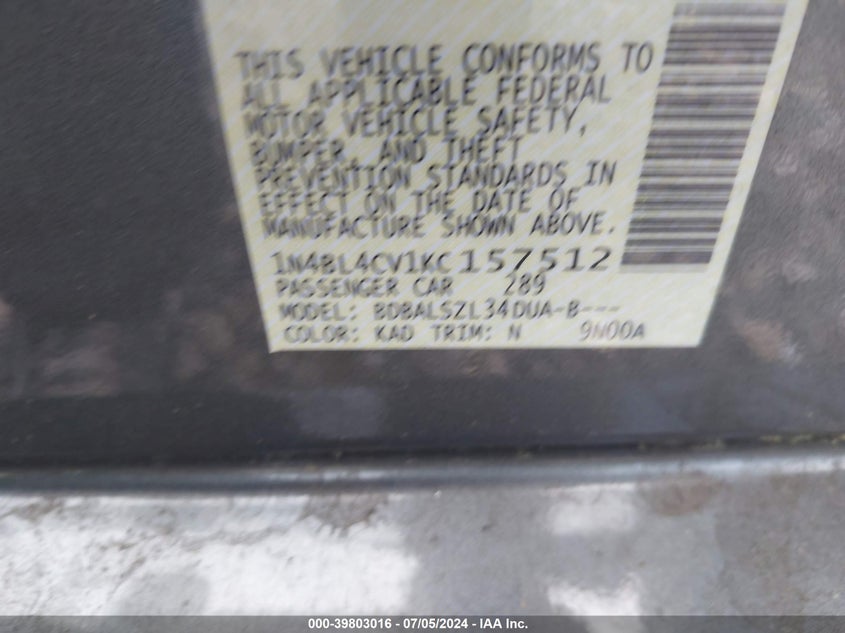 THIS VEHICLE CONFORMS TO
ALL APPLICABLE FEDERAL
MOTOR VEHICLE SAFETY,
BUMPER, AND THEFT
PREVENTION STANDARDS IN
EFFECT ON THE DATE OF
MANUFACTURE SHOWN ABOVE.
1N4BL4CV1KC157512
PASSENGER CAR 289
MODEL: BDBALSZL34DUA-B---
COLOR: KAD TRIM: N 9N00A
000-39803016 - 07/05/2024 - IAA Inc.